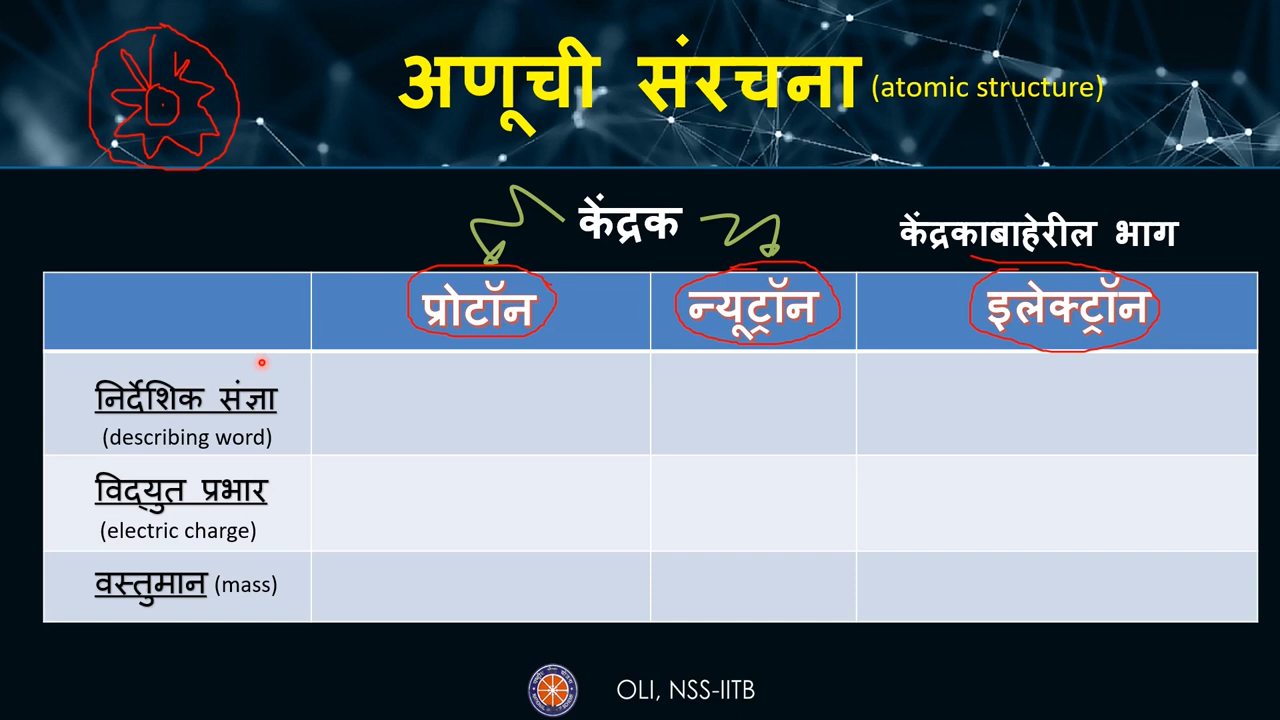 अणूची संरचना (atomic structure)
केंद्रक
केंद्रकाबाहेरील भाग
प्रोटॉन
न्यूट्रॉन
इलेक्ट्रॉन
निर्देशिक संज्ञा
(describing word)
विद्‌युत प्रभार
(electric charge)
वस्तुमान (mass)
OLI, NSS-IITB